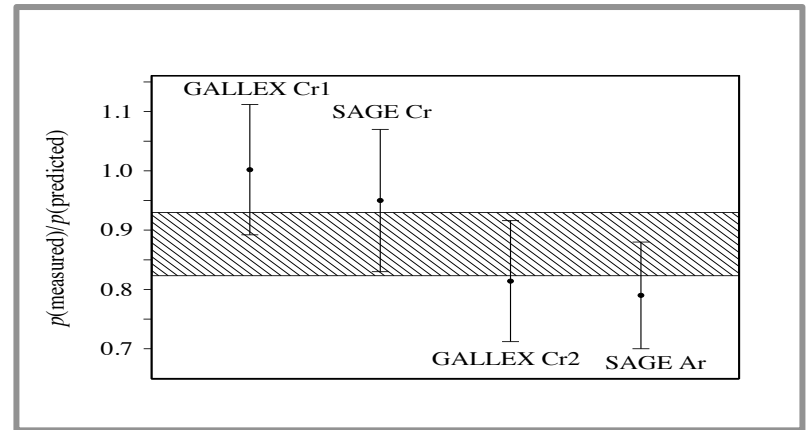 GALLEX Cr1
SAGE Cr
1.1
1.0
0.9
0.8
0.7
p(measured)/p(predicted)
GALLEX Cr2
SAGE Ar